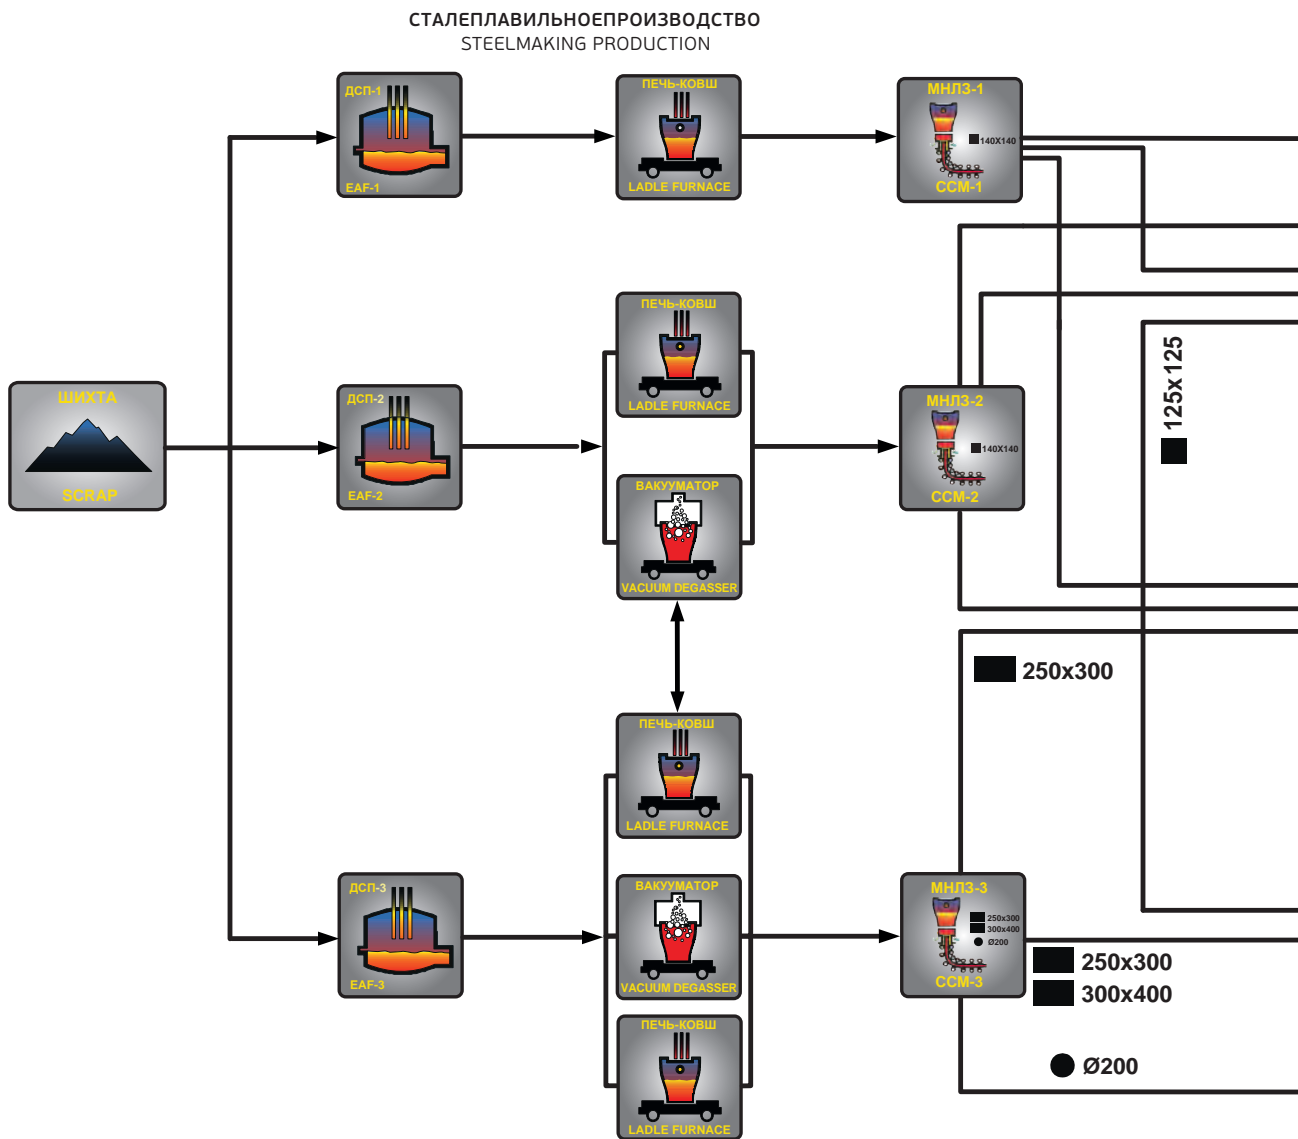 СТАЛЕПЛАВИЛЬНОЕПРОИЗВОДСТВО
STEELMAKING PRODUCTION
ДСП-1
EAF-1
ПЕЧЬ-КОВШ
LADLE FURNACE
МНЛЗ-1
140X140
CCM-1
ШИХТА
SCRAP
ДСП-2
EAF-2
ПЕЧЬ-КОВШ
LADLE FURNACE
ВАКУУМАТОР
VACUUM DEGASSER
МНЛЗ-2
140X140
CCM-2
125x125
250x300
ДСП-3
EAF-3
ПЕЧЬ-КОВШ
LADLE FURNACE
ВАКУУМАТОР
VACUUM DEGASSER
ПЕЧЬ-КОВШ
LADLE FURNACE
МНЛЗ-3
250x300
300x400
Ø200
CCM-3
250x300
300x400
Ø200